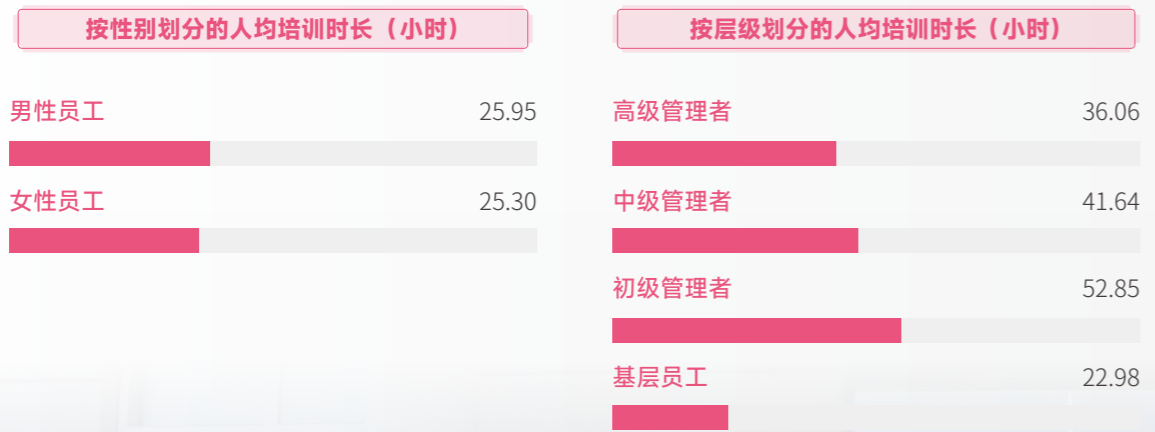 按性别划分的人均培训时长（小时）
男性员工 25.95
女性员工 25.30
按层级划分的人均培训时长（小时）
高级管理者 36.06
中级管理者 41.64
初级管理者 52.85
基层员工 22.98